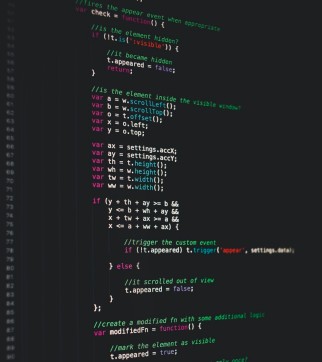 //fires the appear event when appropriate
var check = function() {
//is the element hidden?
if (!t.is(':visible')) {
//it became hidden
t.appeared = false;
return;
}
//is the element inside the visible window?
var a = w.scrollLeft();
var b = w.scrollTop();
var o = t.offset();
var x = o.left;
var y = o.top;
var ax = settings.accX;
var ay = settings.accY;
var th = t.height();
var wh = w.height();
var tw = t.width();
var ww = w.width();
if (y + th + ay >= b &&
y <= b + wh + ay &&
x + tw + ax >= a &&
x <= a + ww + ax) {
//trigger the custom event
if (!t.appeared) t.trigger('appear', settings.data);
} else {
//it scrolled out of view
t.appeared = false;
}
};
//create a modified fn with some additional logic
var modifiedFn = function() {
//mark the element as visible
t.appeared = true;